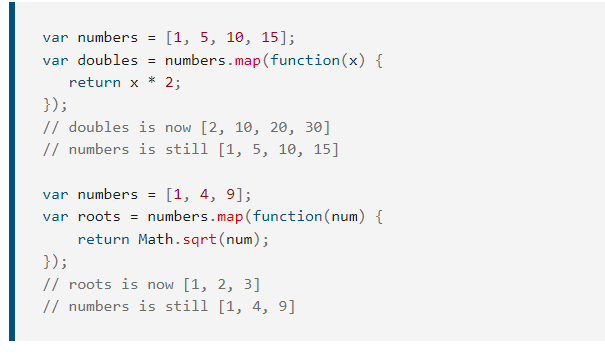 var numbers = [1, 5, 10, 15];
var doubles = numbers.map(function(x) {
   return x * 2;
});
// doubles is now [2, 10, 20, 30]
// numbers is still [1, 5, 10, 15]

var numbers = [1, 4, 9];
var roots = numbers.map(function(num) {
    return Math.sqrt(num);
});
// roots is now [1, 2, 3]
// numbers is still [1, 4, 9]